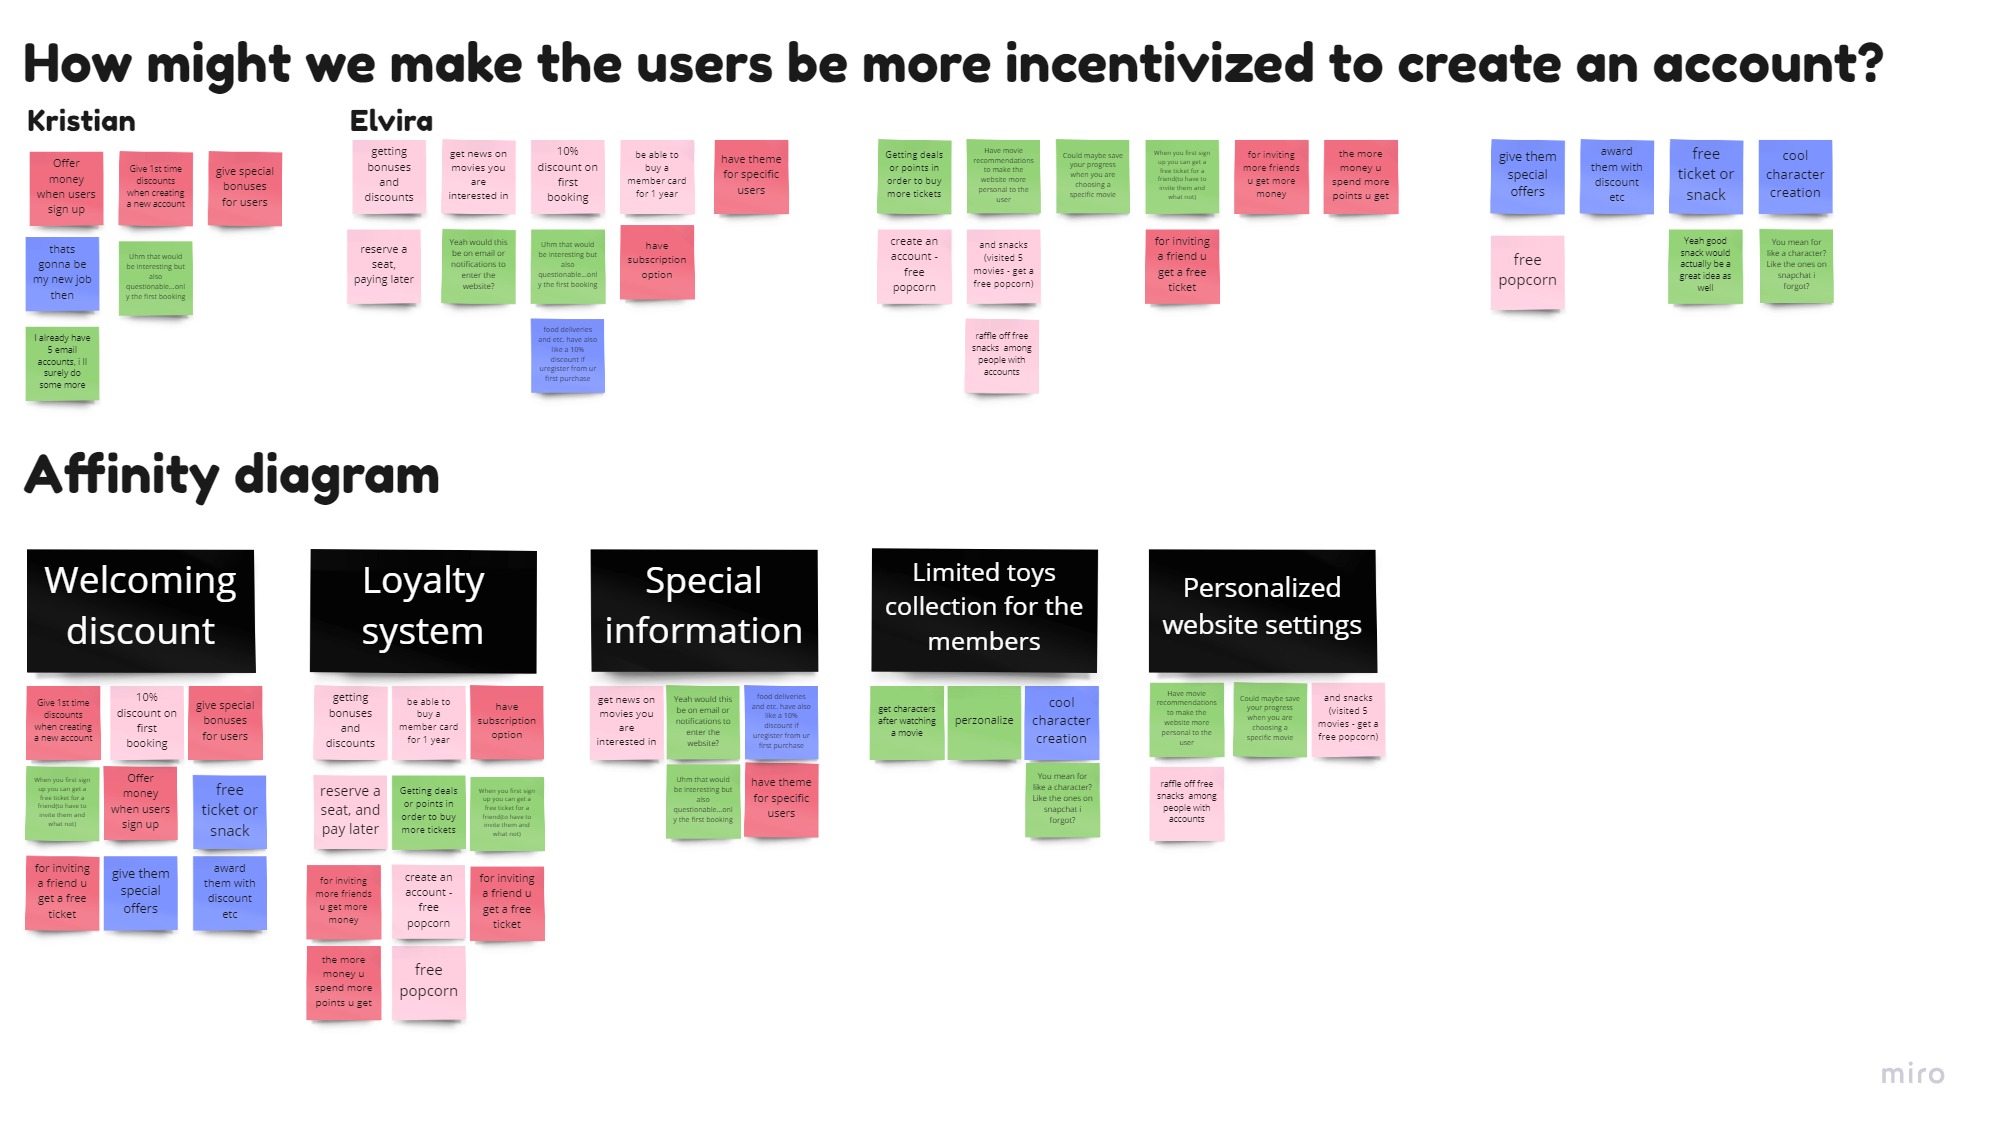 How might we make the users be more incentivized to create an account?
Kristian
Offer
money
when users
sign up
Give 1st time
discounts
when creating
a new account
give special
bonuses
for users
thats
gonna be
my new job
then
Uhm that would
be interesting but
also
questionable...onl
y the first booking
I already have
5 email
accounts, i ll
surely do
some more
Elvira
getting
bonuses
and
discounts
get news on
movies you
are
interested in
10%
discount on
first
booking
be able to
buy a
member card
for 1 year
have theme
for specific
users
reserve a
seat,
paying later
Yeah would this
be on email or
notifications to
enter the
website?
Uhm that would
be interesting but
also
questionable...onl
y the first booking
have
subscription
option
food deliveries
and etc. have also
like a 10%
discount if
uregister from ur
first purchase
Getting deals
or points in
order to buy
more tickets
Have movie
recommendations
to make the
website more
personal to the
user
Could maybe save
your progress
when you are
choosing a
specific movie
When you first sign
up you can get a
free ticket for a
friend(to have to
invite them and
what not)
for inviting
more friends
u get more
money
the more
money u
spend more
points u get
create an
account -
free
popcorn
and snacks
(visited 5
movies - get a
free popcorn)
for inviting
a friend u
get a free
ticket
raffle off free
snacks among
people with
accounts
give them
special
offers
award
them with
discount
etc
free
ticket or
snack
cool
character
creation
free
popcorn
Yeah good
snack would
actually be a
great idea as
well
You mean for
like a character?
Like the ones on
snapchat i
forgot?
Affinity diagram
Welcoming
discount
Give 1st time
discounts
when creating
a new account
10%
discount on
first
booking
give special
bonuses
for users
When you first sign
up you can get a
free ticket for a
friend(to have to
invite them and
what not)
Offer
money
when users
sign up
free
ticket or
snack
for inviting
a friend u
get a free
ticket
give them
special
offers
award
them with
discount
etc
Loyalty
system
getting
bonuses
and
discounts
be able to
buy a
member card
for 1 year
have
subscription
option
reserve a
seat, and
pay later
Getting deals
or points in
order to buy
more tickets
When you first sign
up you can get a
free ticket for a
friend(to have to
invite them and
what not)
for inviting
more friends
u get more
money
create an
account -
free
popcorn
for inviting
a friend u
get a free
ticket
the more
money u
spend more
points u get
free
popcorn
Special
information
get news on
movies you
are
interested in
Yeah would this
be on email or
notifications to
enter the
website?
food deliveries
and etc. have also
like a 10%
discount if
uregister from ur
first purchase
Uhm that would
be interesting but
also
questionable...onl
y the first booking
have theme
for specific
users
Limited toys
collection for the
members
get characters
after watching
a movie
perzonalize
cool
character
creation
You mean for
like a character?
Like the ones on
snapchat i
forgot?
Personalized
website settings
Have movie
recommendations
to make the
website more
personal to the
user
Could maybe save
your progress
when you are
choosing a
specific movie
and snacks
(visited 5
movies - get a
free popcorn)
raffle off free
snacks among
people with
accounts
miro